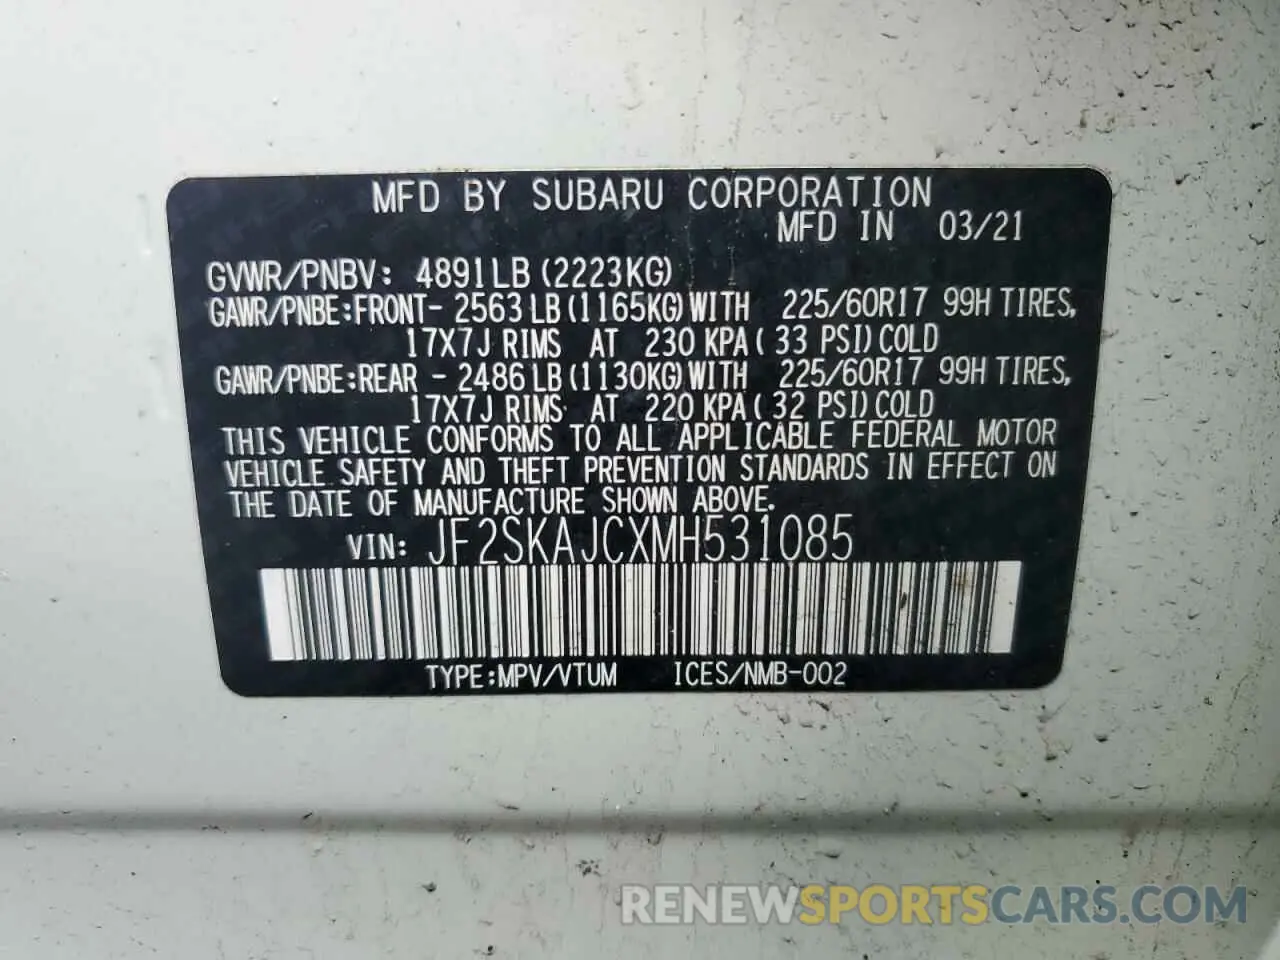 MFD BY SUBARU CORPORATION
MFD IN 03/21
GVWR/PNBV: 4891LB (2223KG)
GAWR/PNBE:FRONT- 2563 LB (1165KG) WITH 225/60R17 99H TIRES,
17X7J RIMS AT 230 KPA ( 33 PSI) COLD
GAWR/PNBE:REAR - 2486 LB (1130KG) WITH 225/60R17 99H TIRES,
17X7J RIMS AT 220 KPA ( 32 PSI) COLD
THIS VEHICLE CONFORMS TO ALL APPLICABLE FEDERAL MOTOR
VEHICLE SAFETY AND THEFT PREVENTION STANDARDS IN EFFECT ON
THE DATE OF MANUFACTURE SHOWN ABOVE.
VIN: JF2SKAJCXMH531085
TYPE:MPV/VTUM ICES/NMB-002
RENEWSPORTSCARS.COM